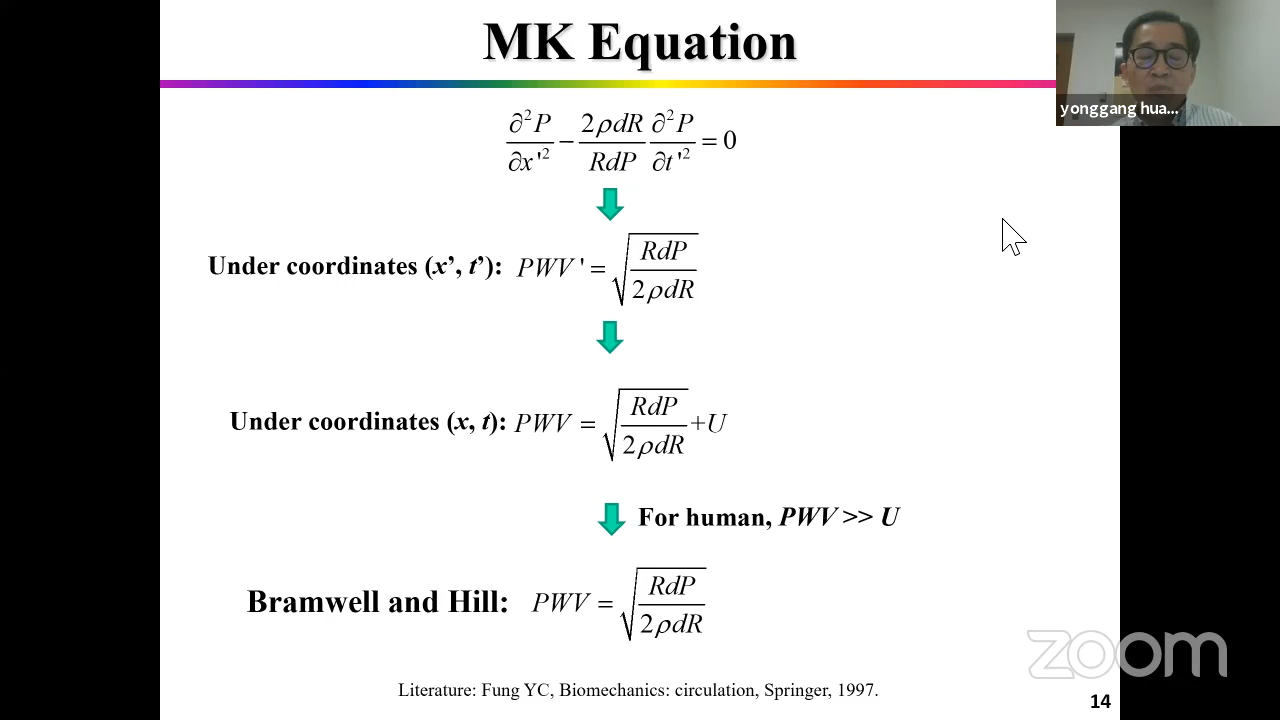 MK Equation
yonggang hua...
∂²P/∂x'² − 2ρdR/RdP ∂²P/∂t'² = 0
Under coordinates (x’, t’): PWV' = √(RdP/2ρdR)
Under coordinates (x, t): PWV = √(RdP/2ρdR)+U
For human, PWV >> U
Bramwell and Hill: PWV = √(RdP/2ρdR)
zoom
Literature: Fung YC, Biomechanics: circulation, Springer, 1997.
14